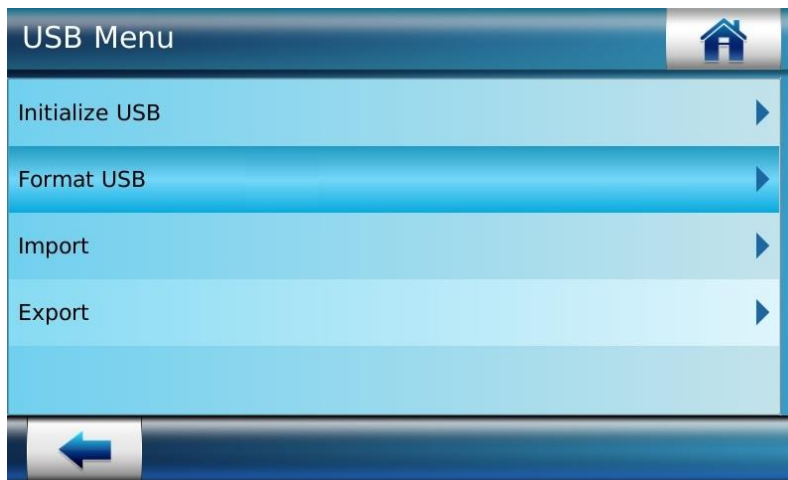 USB Menu
Initialize USB
Format USB
Import
Export